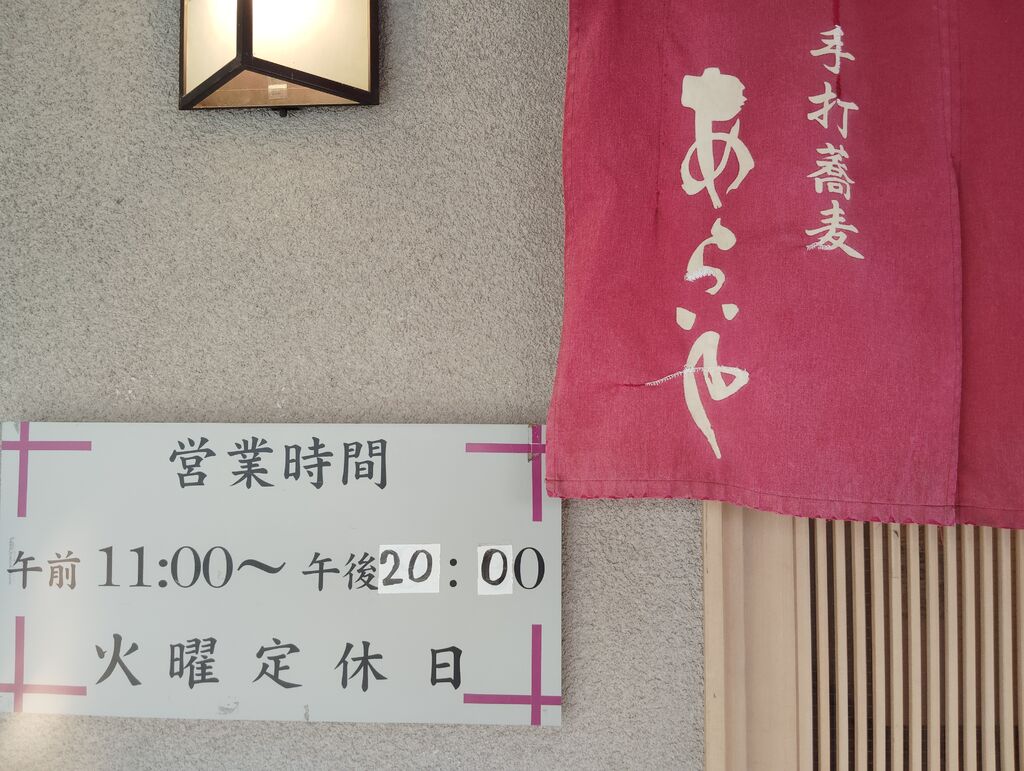 手打蕎麦
あらいや
営業時間
午前 11:00～ 午後20:00
火曜定休日